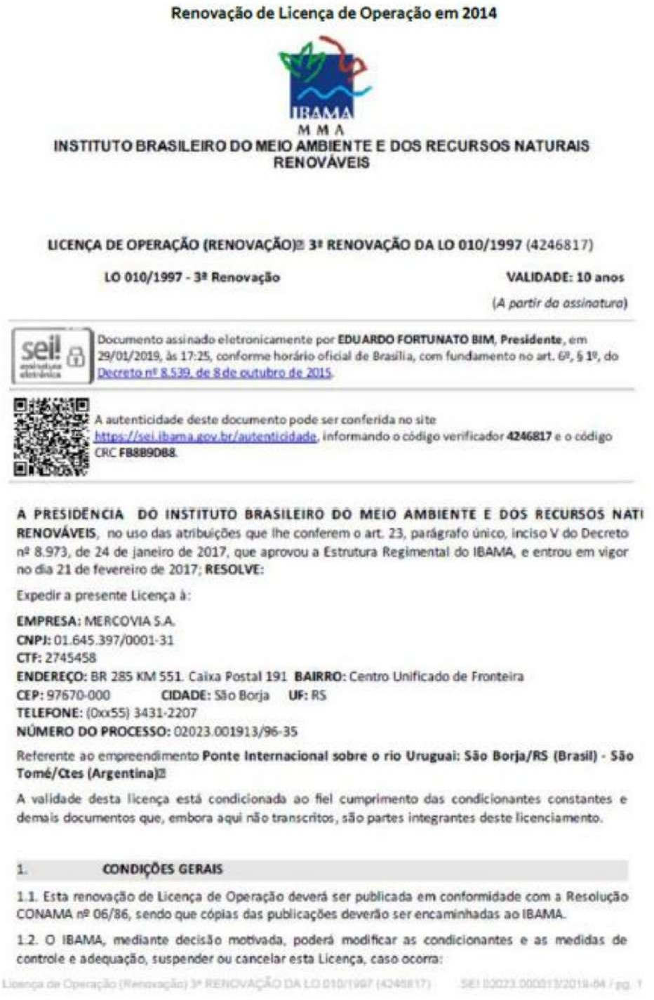 Renovação de Licença de Operação em 2014
IBAMA
M M A
INSTITUTO BRASILEIRO DO MEIO AMBIENTE E DOS RECURSOS NATURAIS
RENOVÁVEIS
LICENÇA DE OPERAÇÃO (RENOVAÇÃO) 3ª RENOVAÇÃO DA LO 010/1997 (4246817)
LO 010/1997 - 3ª Renovação VALIDADE: 10 anos
(A partir da assinatura)
sei!
assinatura
eletrônica
Documento assinado eletronicamente por EDUARDO FORTUNATO BIM, Presidente, em
29/01/2019, às 17:25, conforme horário oficial de Brasília, com fundamento no art. 6º, § 1º, do
Decreto nº 8.539, de 8 de outubro de 2015.
A autenticidade deste documento pode ser conferida no site
https://sei.ibama.gov.br/autenticidade, informando o código verificador 4246817 e o código
CRC FB8B9DB8.
A PRESIDÊNCIA DO INSTITUTO BRASILEIRO DO MEIO AMBIENTE E DOS RECURSOS NATI
RENOVÁVEIS, no uso das atribuições que lhe conferem o art. 23, parágrafo único, inciso V do Decreto
nº 8.973, de 24 de janeiro de 2017, que aprovou a Estrutura Regimental do IBAMA, e entrou em vigor
no dia 21 de fevereiro de 2017; RESOLVE:
Expedir a presente Licença à:
EMPRESA: MERCOVIA S.A.
CNPJ: 01.645.397/0001-31
CTF: 2745458
ENDEREÇO: BR 285 KM 551. Caixa Postal 191 BAIRRO: Centro Unificado de Fronteira
CEP: 97670-000 CIDADE: São Borja UF: RS
TELEFONE: (0xx55) 3431-2207
NÚMERO DO PROCESSO: 02023.001913/96-35
Referente ao empreendimento Ponte Internacional sobre o rio Uruguai: São Borja/RS (Brasil) - São
Tomé/Ctes (Argentina)
A validade desta licença está condicionada ao fiel cumprimento das condicionantes constantes e
demais documentos que, embora aqui não transcritos, são partes integrantes deste licenciamento.
1. CONDIÇÕES GERAIS
1.1. Esta renovação de Licença de Operação deverá ser publicada em conformidade com a Resolução
CONAMA nº 06/86, sendo que cópias das publicações deverão ser encaminhadas ao IBAMA.
1.2. O IBAMA, mediante decisão motivada, poderá modificar as condicionantes e as medidas de
controle e adequação, suspender ou cancelar esta Licença, caso ocorra:
Licença de Operação (Renovação) 3ª RENOVAÇÃO DA LO 010/1997 (4246817) SEI 02023.000013/2019-64 / pg. 1